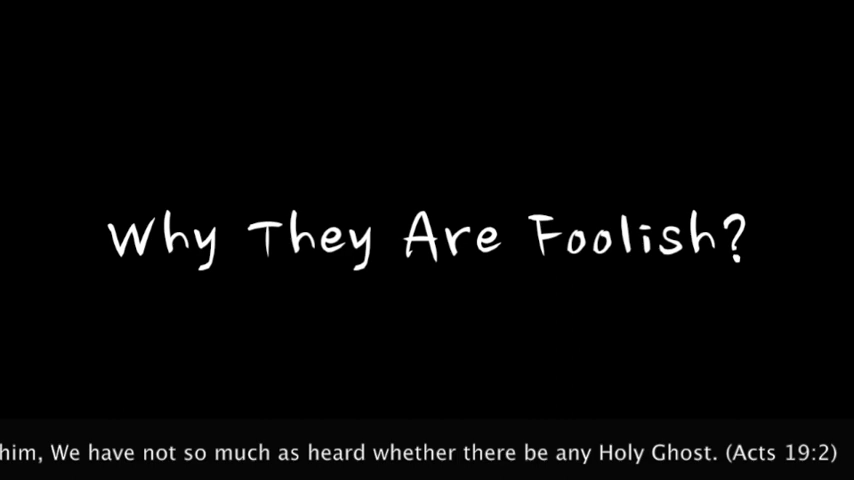 Why They Are Foolish?
him, We have not so much as heard whether there be any Holy Ghost. (Acts 19:2)